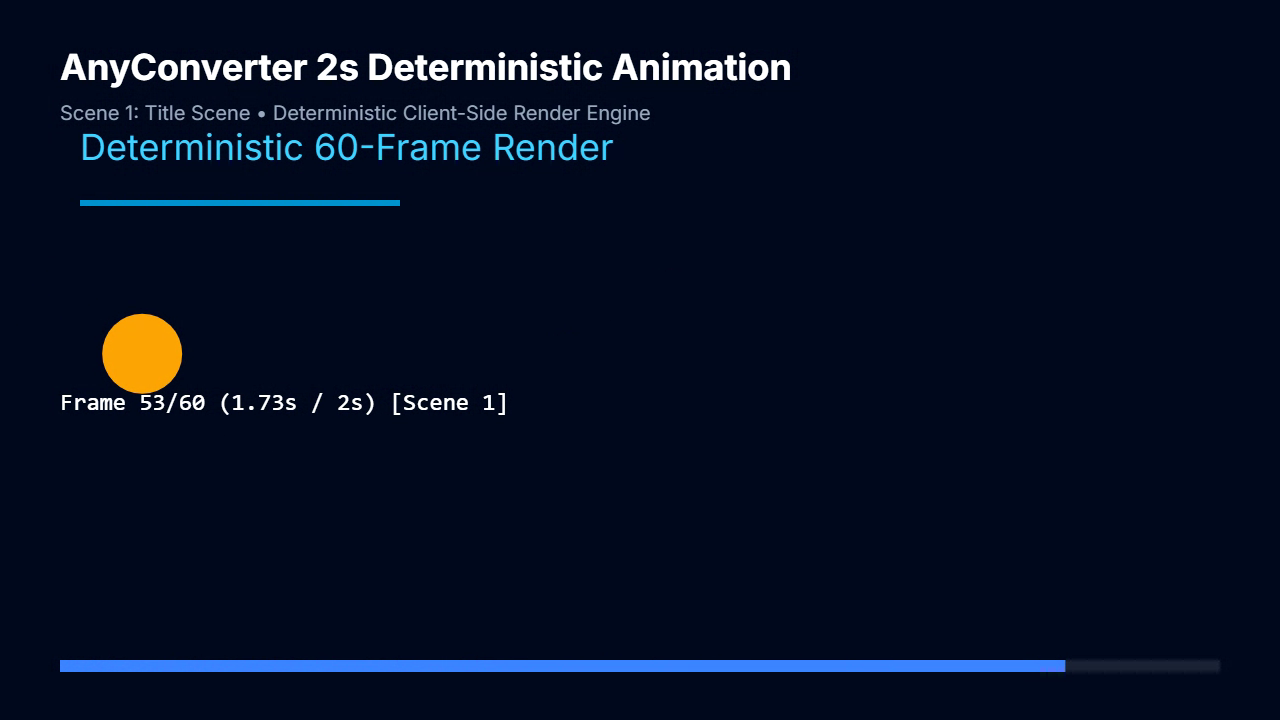 AnyConverter 2s Deterministic Animation
Scene 1: Title Scene • Deterministic Client-Side Render Engine
Deterministic 60-Frame Render
Frame 53/60 (1.73s / 2s) [Scene 1]